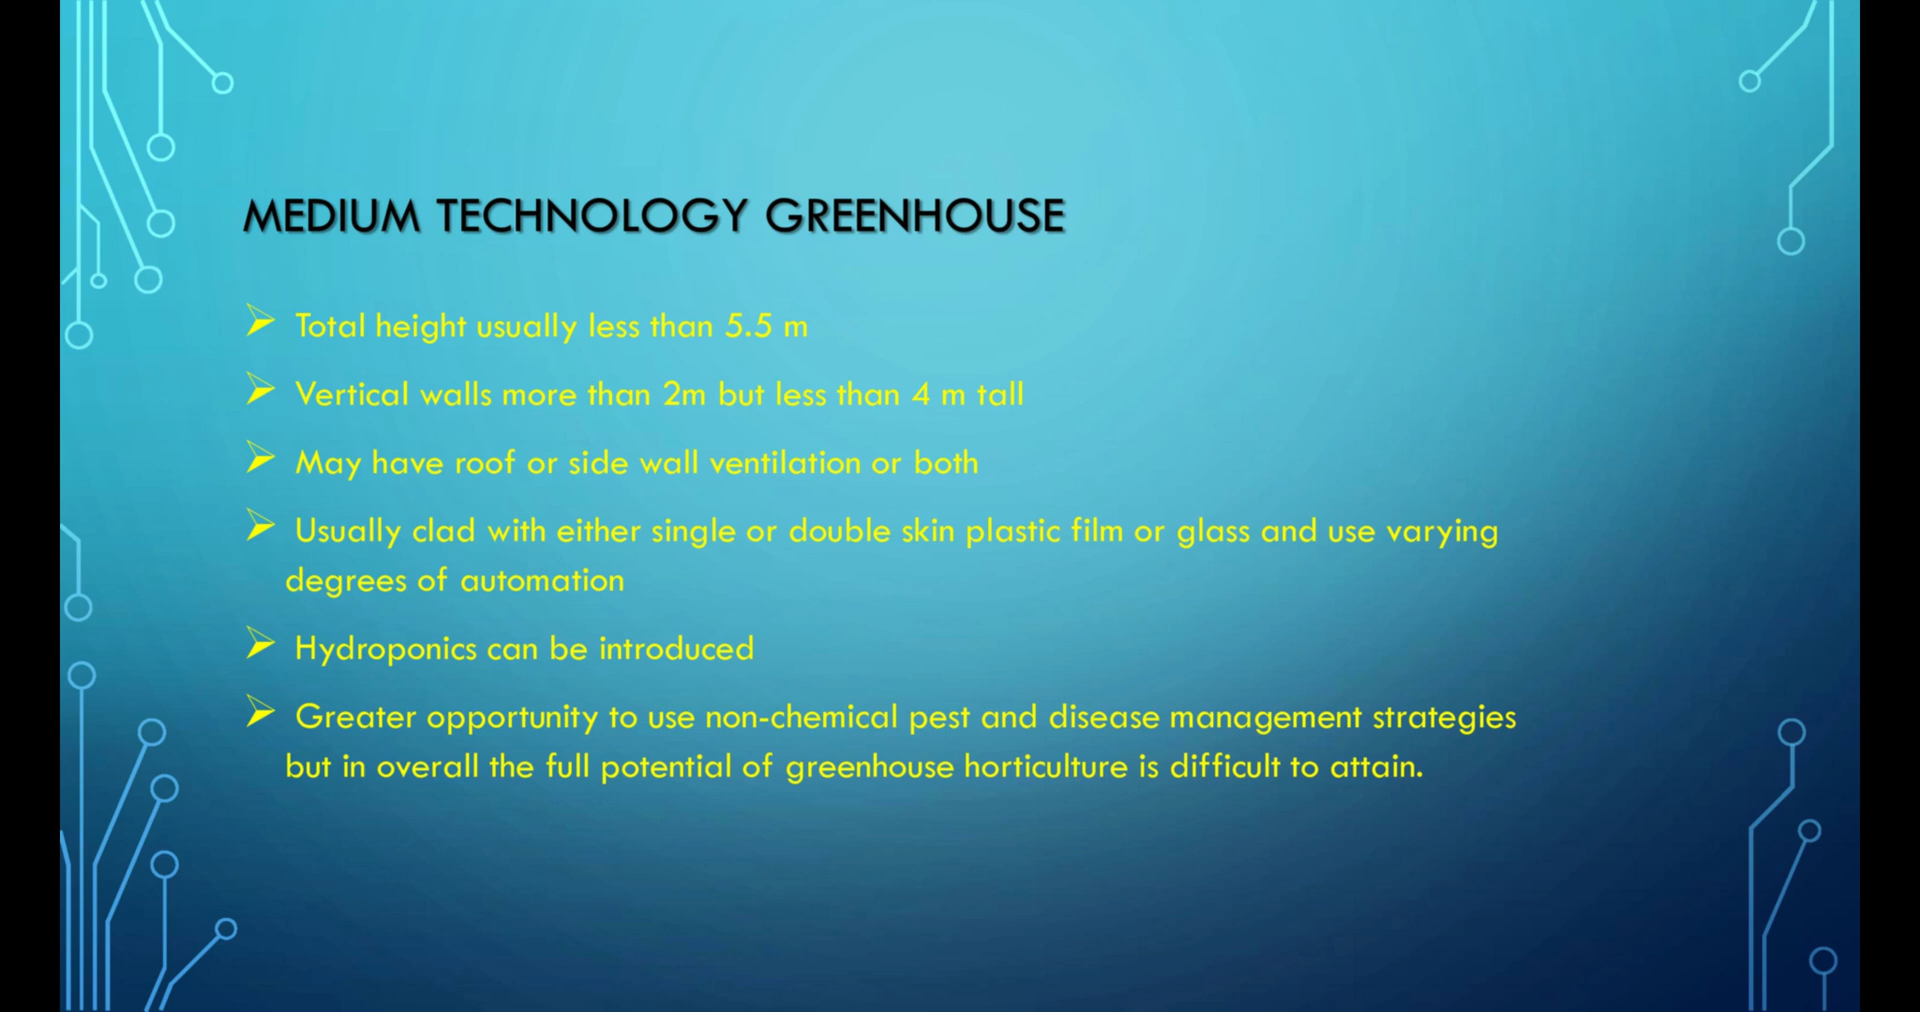 MEDIUM TECHNOLOGY GREENHOUSE
Total height usually less than 5.5 m
Vertical walls more than 2m but less than 4 m tall
May have roof or side wall ventilation or both
Usually clad with either single or double skin plastic film or glass and use varying
degrees of automation
Hydroponics can be introduced
Greater opportunity to use non-chemical pest and disease management strategies
but in overall the full potential of greenhouse horticulture is difficult to attain.